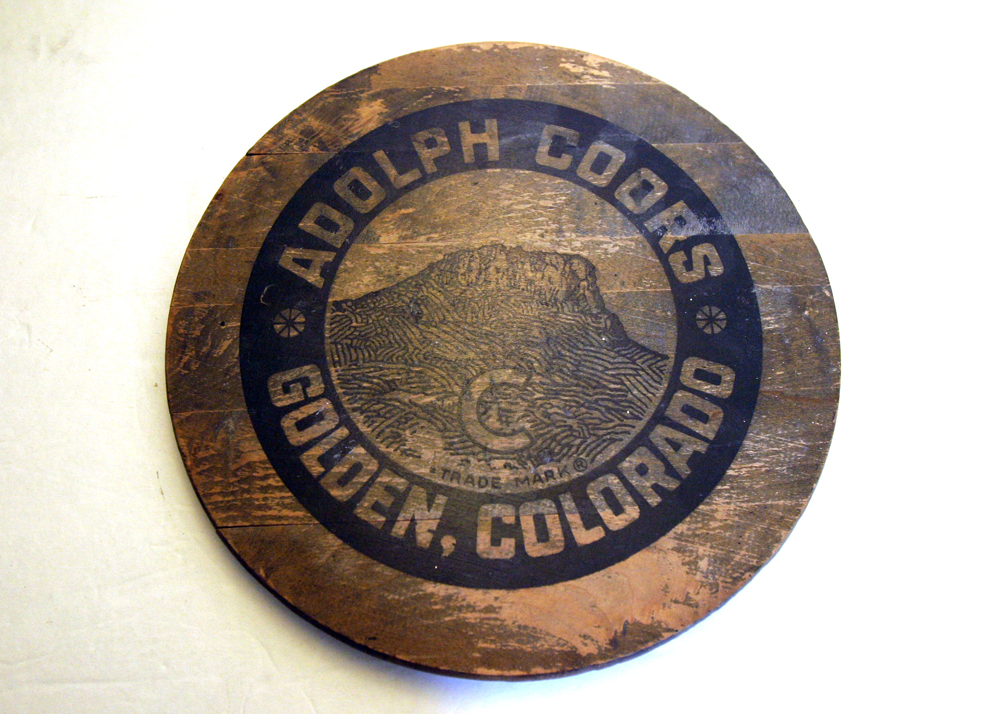 ADOLPH COORS
C
TRADE MARK®
GOLDEN, COLORADO